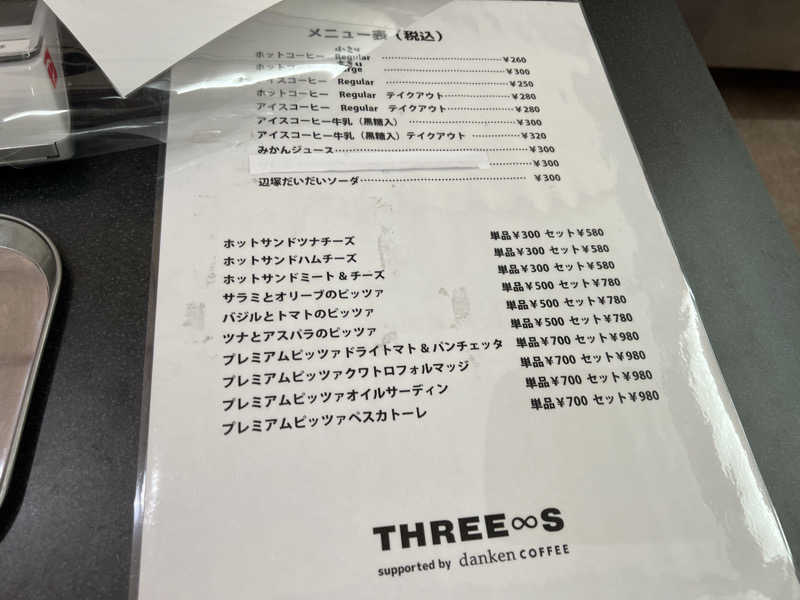 メニュー表（税込）
小さい
ホットコーヒー Regular ¥260
ホットコーヒー ¥300
アイスコーヒー Regular ¥250
ホットコーヒー Regular テイクアウト ¥280
アイスコーヒー Regular テイクアウト ¥280
アイスコーヒー牛乳（黒糖入） ¥300
アイスコーヒー牛乳（黒糖入）テイクアウト ¥320
みかんジュース ¥300
¥300
辺塚だいだいソーダ ¥300
ホットサンドツナチーズ 単品¥300 セット¥580
ホットサンドハムチーズ 単品¥300 セット¥580
ホットサンドミート＆チーズ 単品¥300 セット¥580
サラミとオリーブのピッツァ 単品¥500 セット¥780
バジルとトマトのピッツァ 単品¥500 セット¥780
ツナとアスパラのピッツァ 単品¥500 セット¥780
プレミアムピッツァドライトマト＆パンチェッタ 単品¥700 セット¥980
プレミアムピッツァクワトロフォルマッジ 単品¥700 セット¥980
プレミアムピッツァオイルサーディン 単品¥700 セット¥980
プレミアムピッツァペスカトーレ 単品¥700 セット¥980
THREE∞S
supported by danken COFFEE